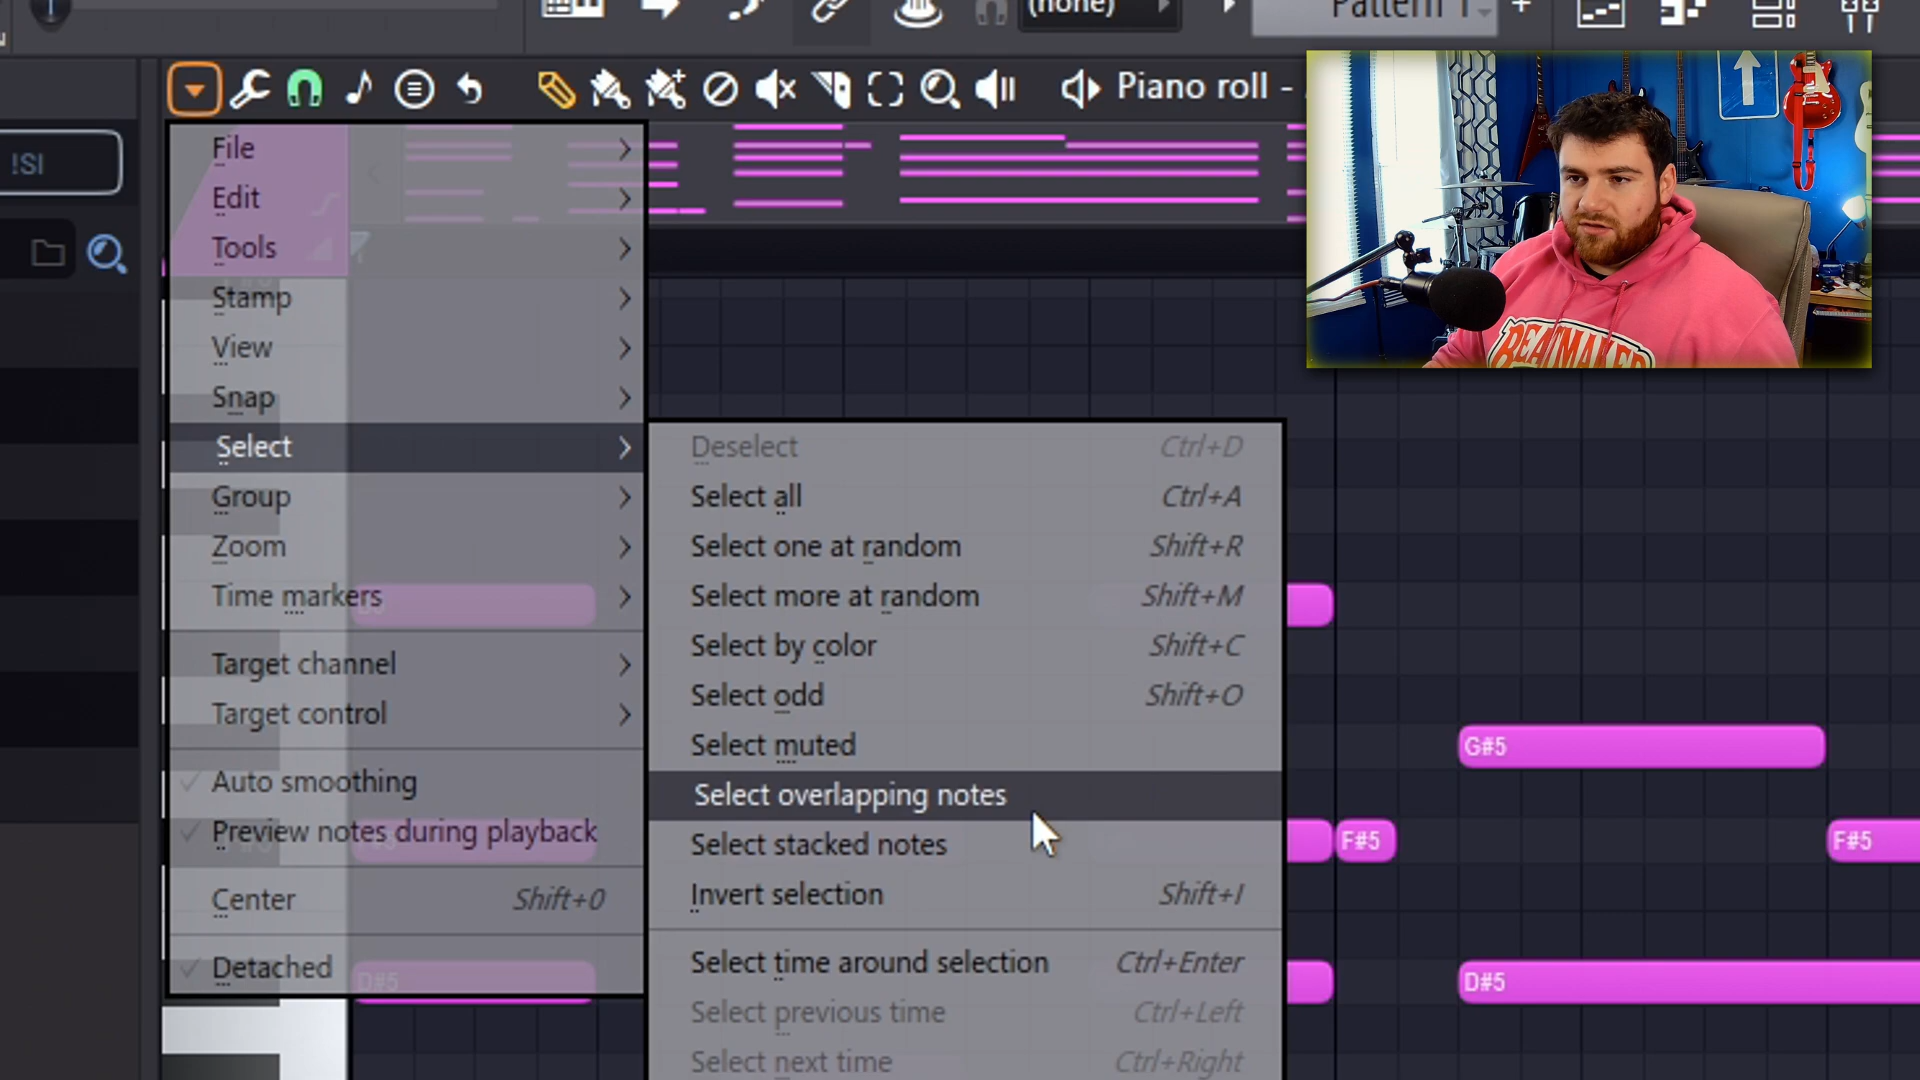 (none)
Pattern 1
+
Piano roll -
!SI
File
Edit
Tools
Stamp
View
Snap
Select
Group
Zoom
Time markers
Target channel
Target control
Auto smoothing
Preview notes during playback
Center Shift+0
Detached
Deselect Ctrl+D
Select all Ctrl+A
Select one at random Shift+R
Select more at random Shift+M
Select by color Shift+C
Select odd Shift+O
Select muted
Select overlapping notes
Select stacked notes
Invert selection Shift+I
Select time around selection Ctrl+Enter
Select previous time Ctrl+Left
Select next time Ctrl+Right
G#5
F#5
F#5
D#5
D#5
BEATMAKER